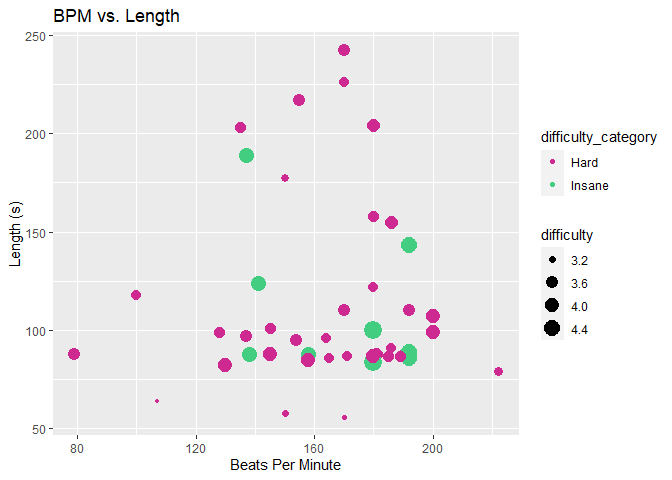 BPM vs. Length
250
200
150
100
50
Length (s)
80
120
160
200
Beats Per Minute
difficulty_category
Hard
Insane
difficulty
3.2
3.6
4.0
4.4